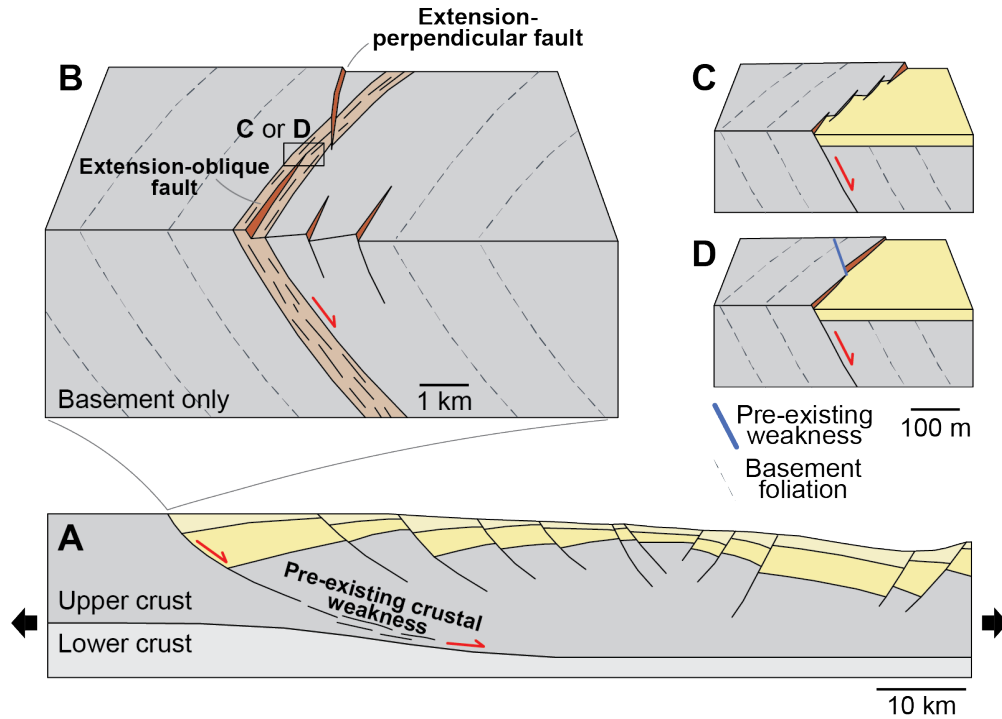 Extension-
perpendicular fault
B
C or D
Extension-oblique
fault
Basement only
1 km
C
D
Pre-existing
weakness
100 m
Basement
foliation
A
Pre-existing crustal
weakness
Upper crust
Lower crust
10 km